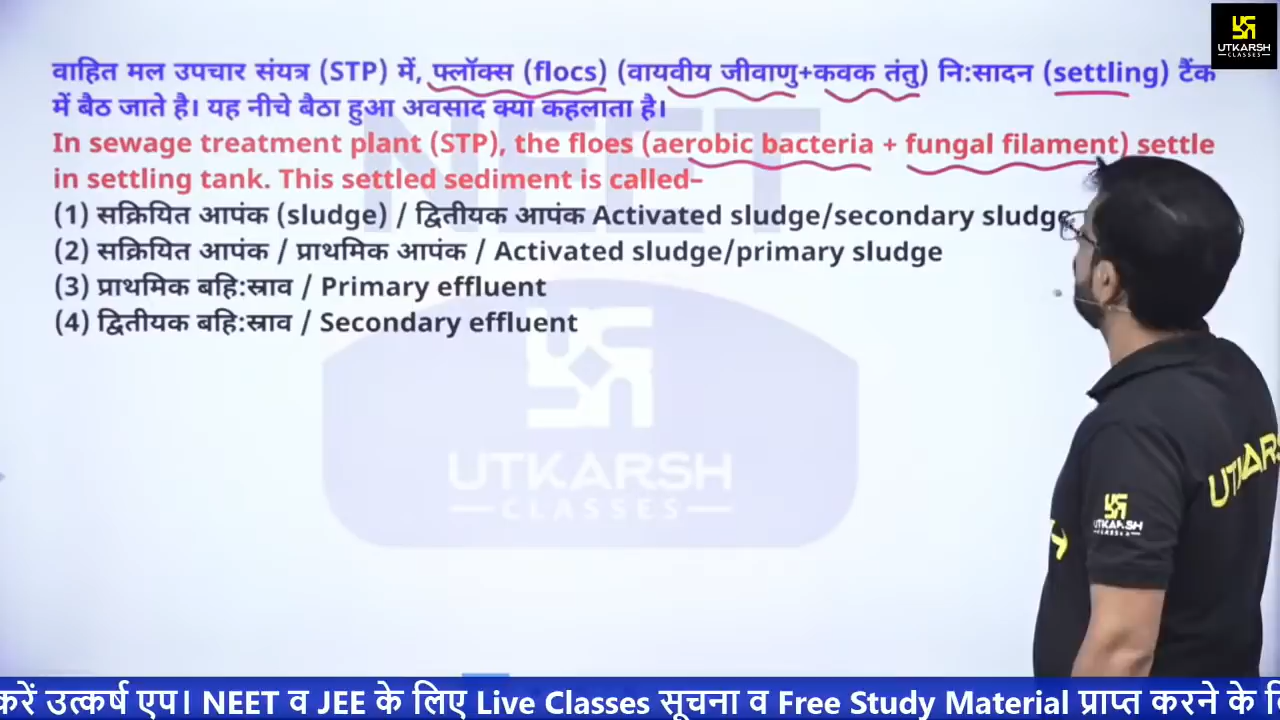 UTKARSH
CLASSES
वाहित मल उपचार संयत्र (STP) में, फ्लॉक्स (flocs) (वायवीय जीवाणु+कवक तंतु) नि:सादन (settling) टैंक
में बैठ जाते है। यह नीचे बैठा हुआ अवसाद क्या कहलाता है।
In sewage treatment plant (STP), the floes (aerobic bacteria + fungal filament) settle
in settling tank. This settled sediment is called–
(1) सक्रियित आपंक (sludge) / द्वितीयक आपंक Activated sludge/secondary sludge
(2) सक्रियित आपंक / प्राथमिक आपंक / Activated sludge/primary sludge
(3) प्राथमिक बहि:स्राव / Primary effluent
(4) द्वितीयक बहि:स्राव / Secondary effluent
NEET
UTKARSH
CLASSES
UTKARSH
UTKARSH
CLASSES
करें उत्कर्ष एप। NEET व JEE के लिए Live Classes सूचना व Free Study Material प्राप्त करने के